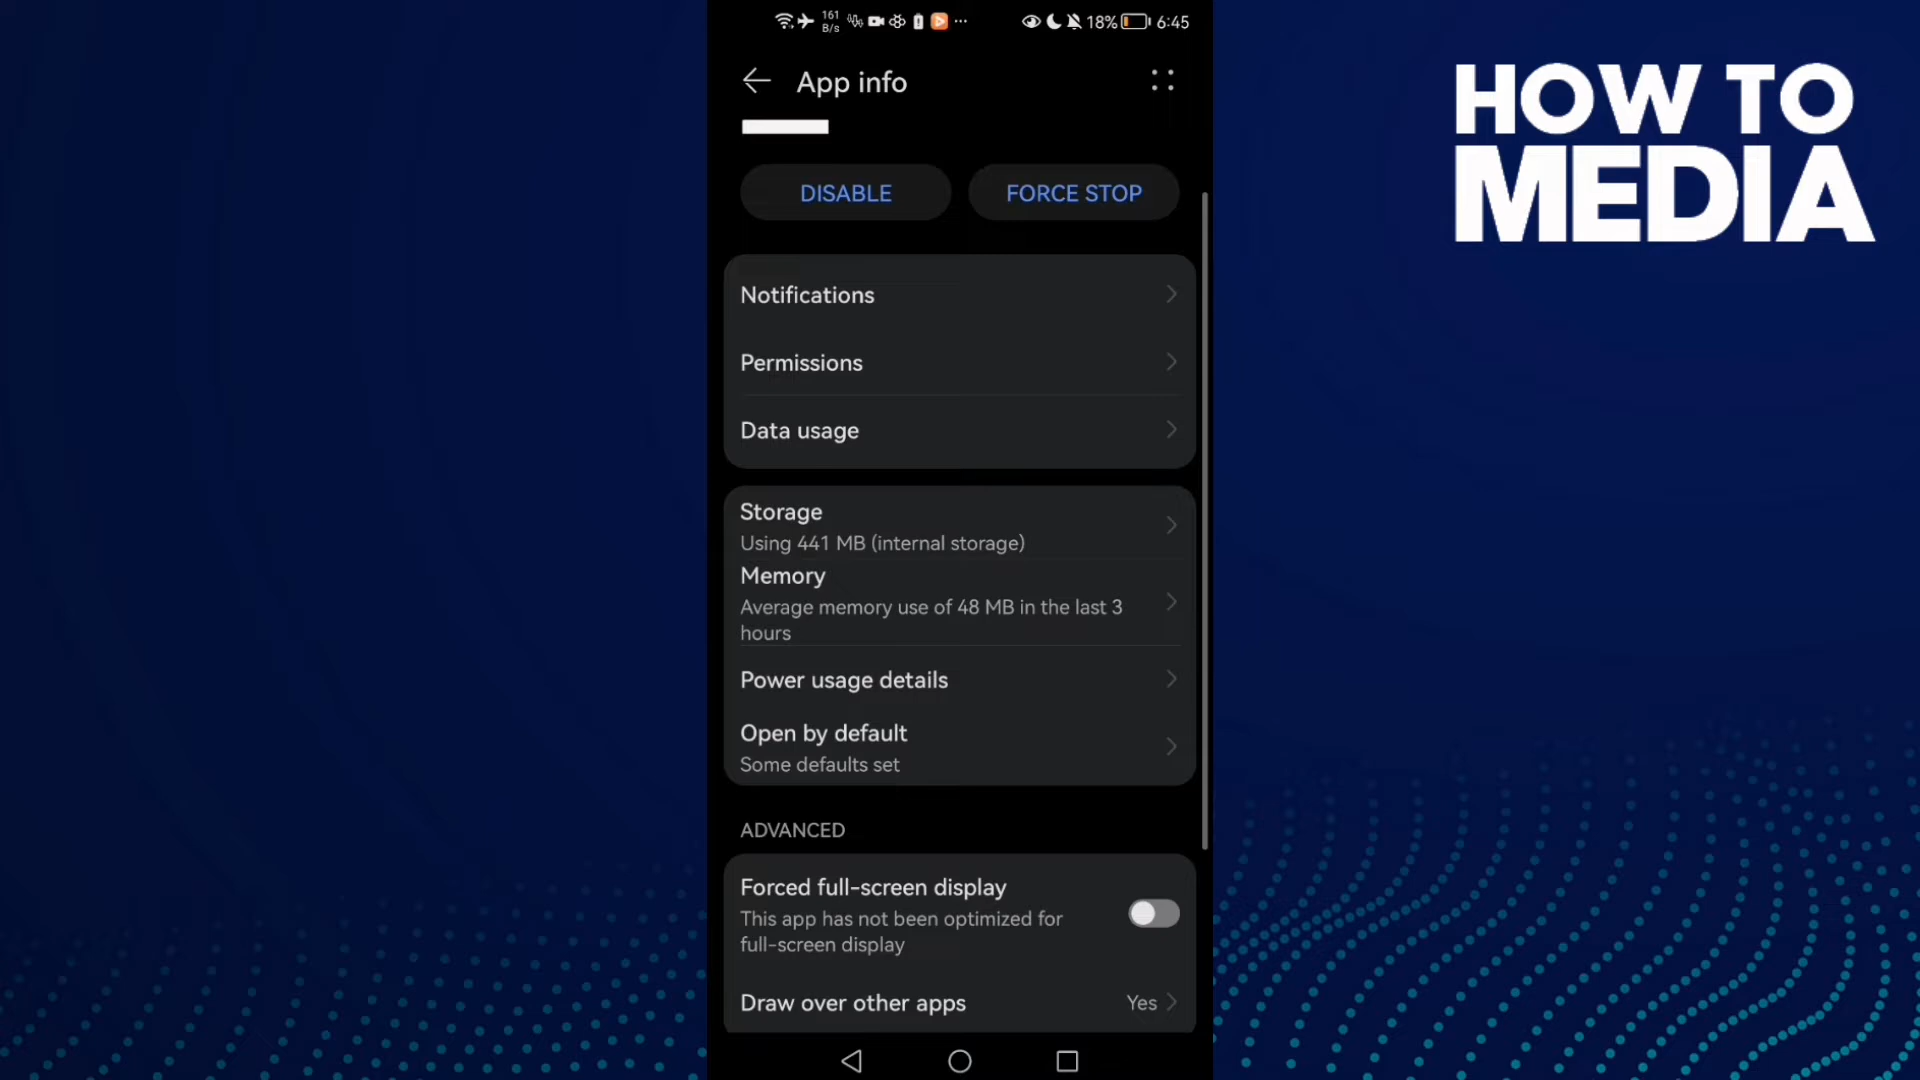 161
B/s
18%
6:45
App info
DISABLE
FORCE STOP
Notifications
Permissions
Data usage
Storage
Using 441 MB (internal storage)
Memory
Average memory use of 48 MB in the last 3
hours
Power usage details
Open by default
Some defaults set
ADVANCED
Forced full-screen display
This app has not been optimized for
full-screen display
Draw over other apps
Yes
HOW TO
MEDIA